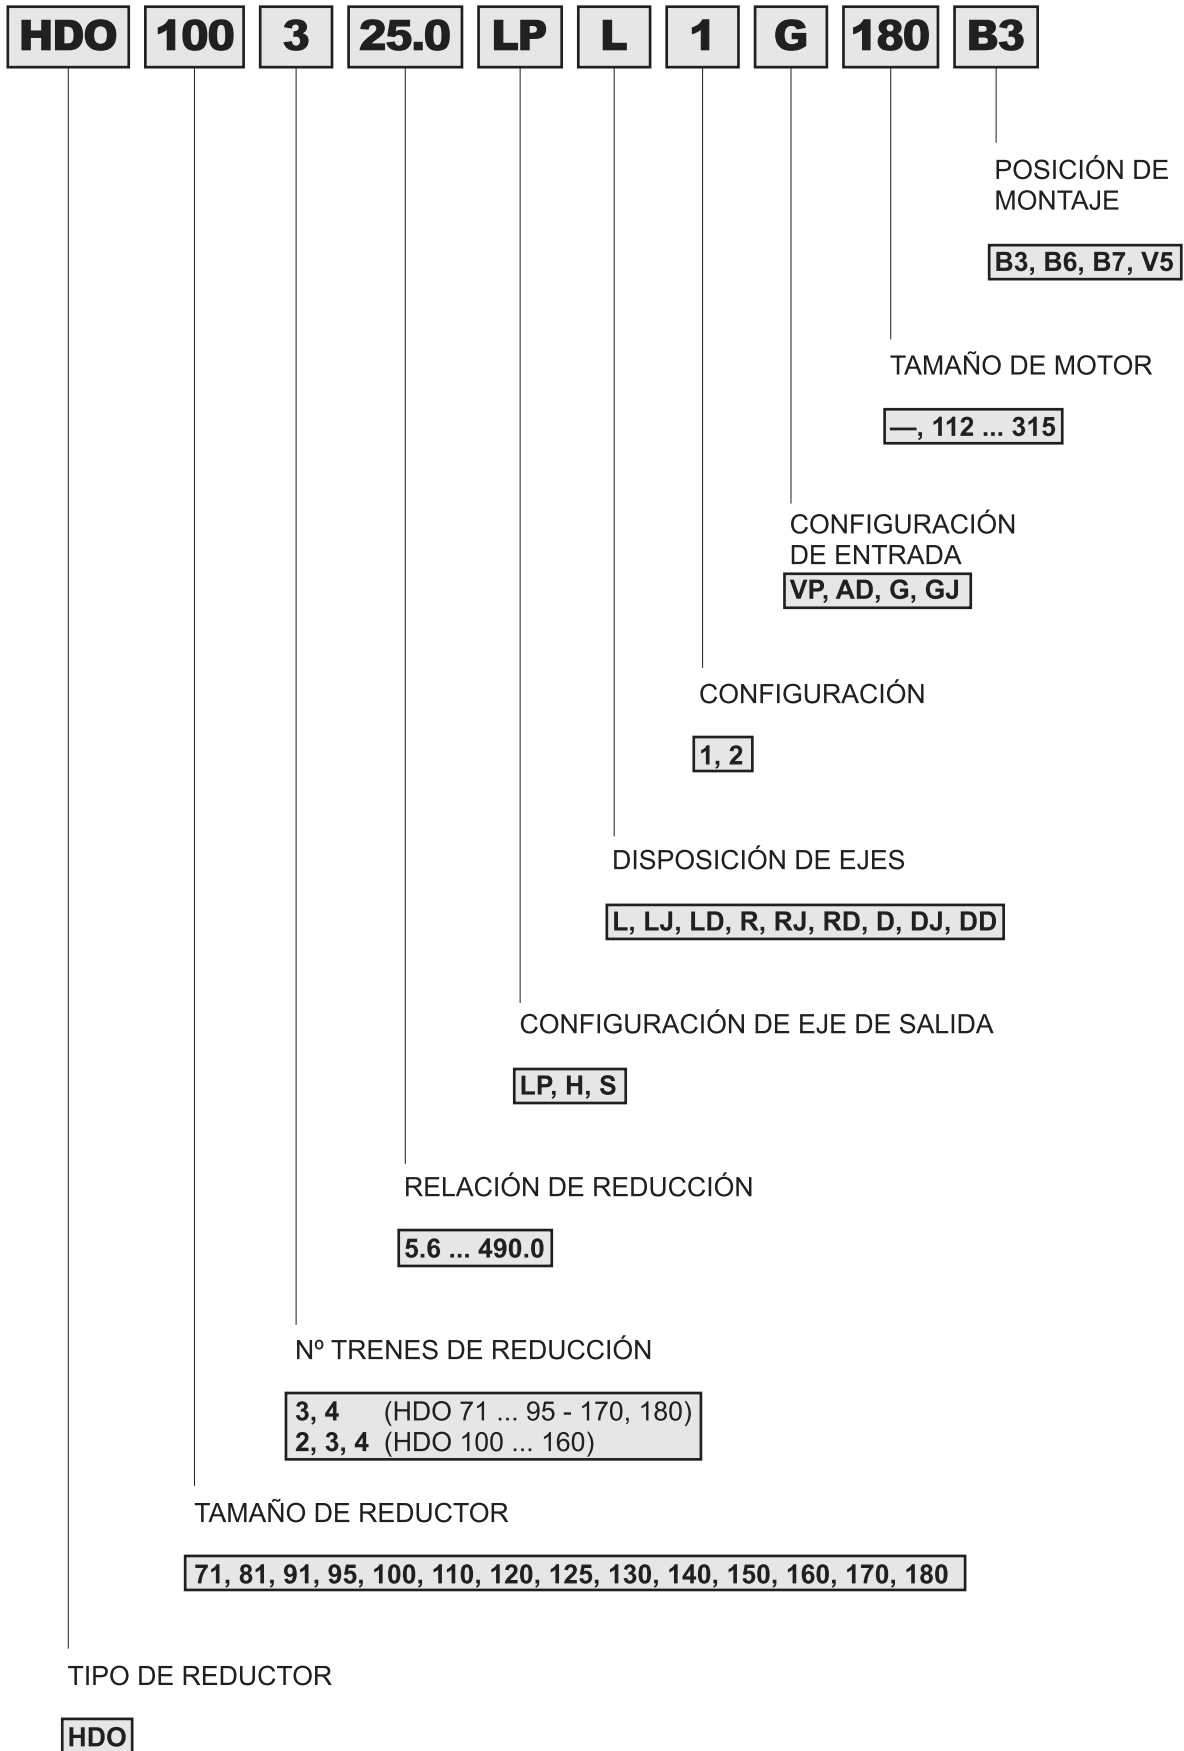 HDO 100 3 25.0 LP L 1 G 180 B3
POSICIÓN DE
MONTAJE
B3, B6, B7, V5
TAMAÑO DE MOTOR
—, 112 ... 315
CONFIGURACIÓN
DE ENTRADA
VP, AD, G, GJ
CONFIGURACIÓN
1, 2
DISPOSICIÓN DE EJES
L, LJ, LD, R, RJ, RD, D, DJ, DD
CONFIGURACIÓN DE EJE DE SALIDA
LP, H, S
RELACIÓN DE REDUCCIÓN
5.6 ... 490.0
Nº TRENES DE REDUCCIÓN
3, 4 (HDO 71 ... 95 - 170, 180)
2, 3, 4 (HDO 100 ... 160)
TAMAÑO DE REDUCTOR
71, 81, 91, 95, 100, 110, 120, 125, 130, 140, 150, 160, 170, 180
TIPO DE REDUCTOR
HDO